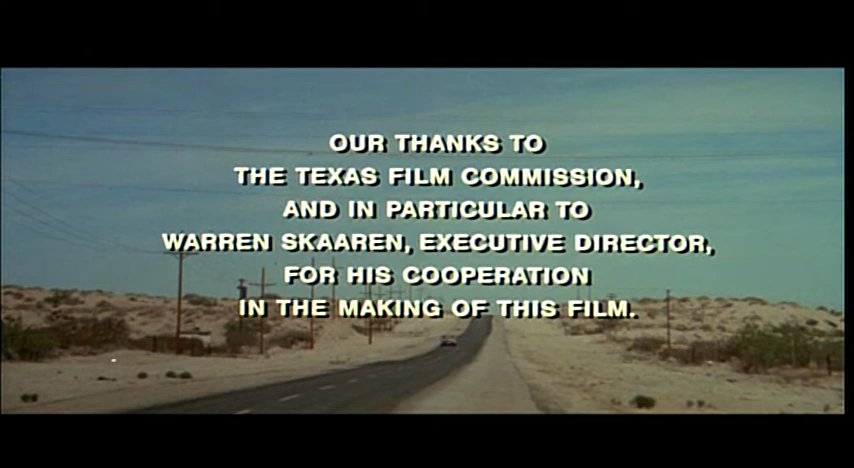 OUR THANKS TO
THE TEXAS FILM COMMISSION,
AND IN PARTICULAR TO
WARREN SKAAREN, EXECUTIVE DIRECTOR,
FOR HIS COOPERATION
IN THE MAKING OF THIS FILM.